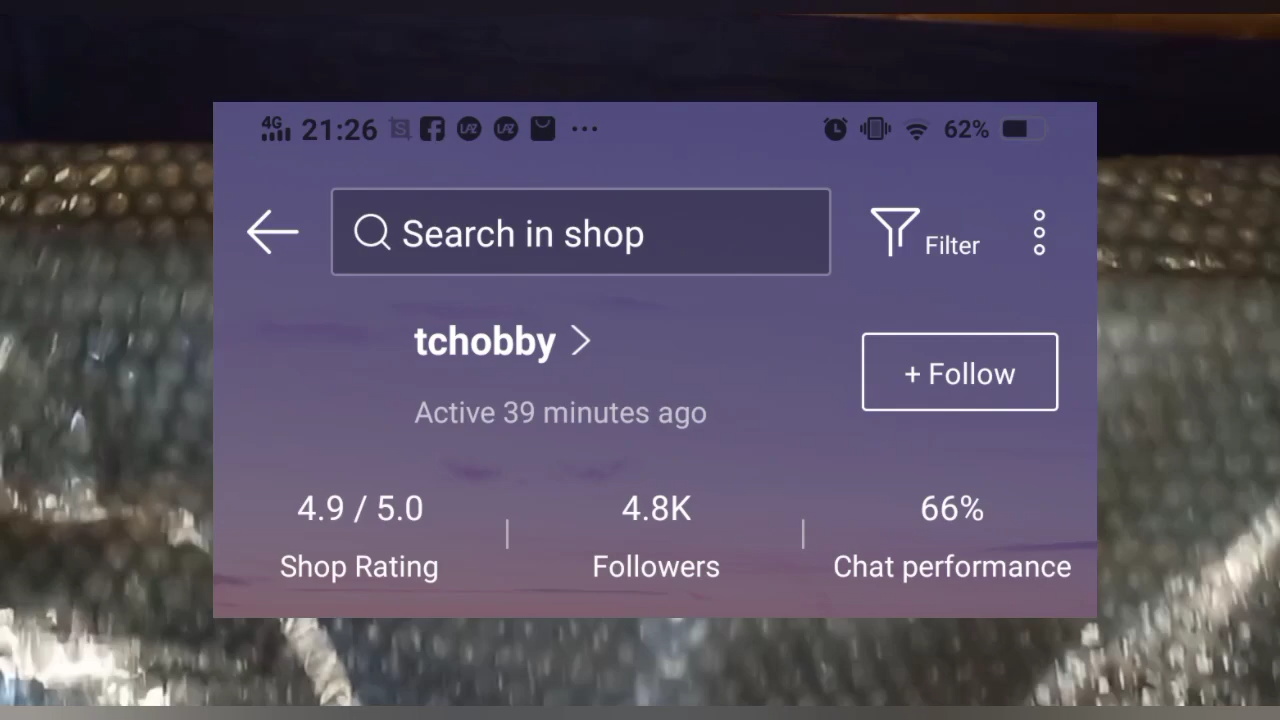 4G 21:26 62%
Search in shop
Filter
tchobby
+ Follow
Active 39 minutes ago
4.9 / 5.0 4.8K 66%
Shop Rating Followers Chat performance